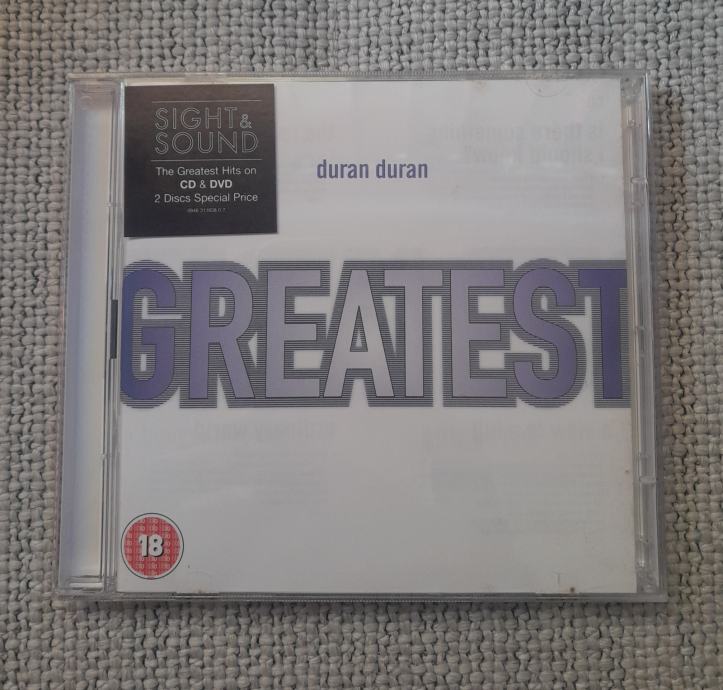 SIGHT&
SOUND
The Greatest Hits on
CD & DVD
2 Discs Special Price
duran duran
GREATEST
18